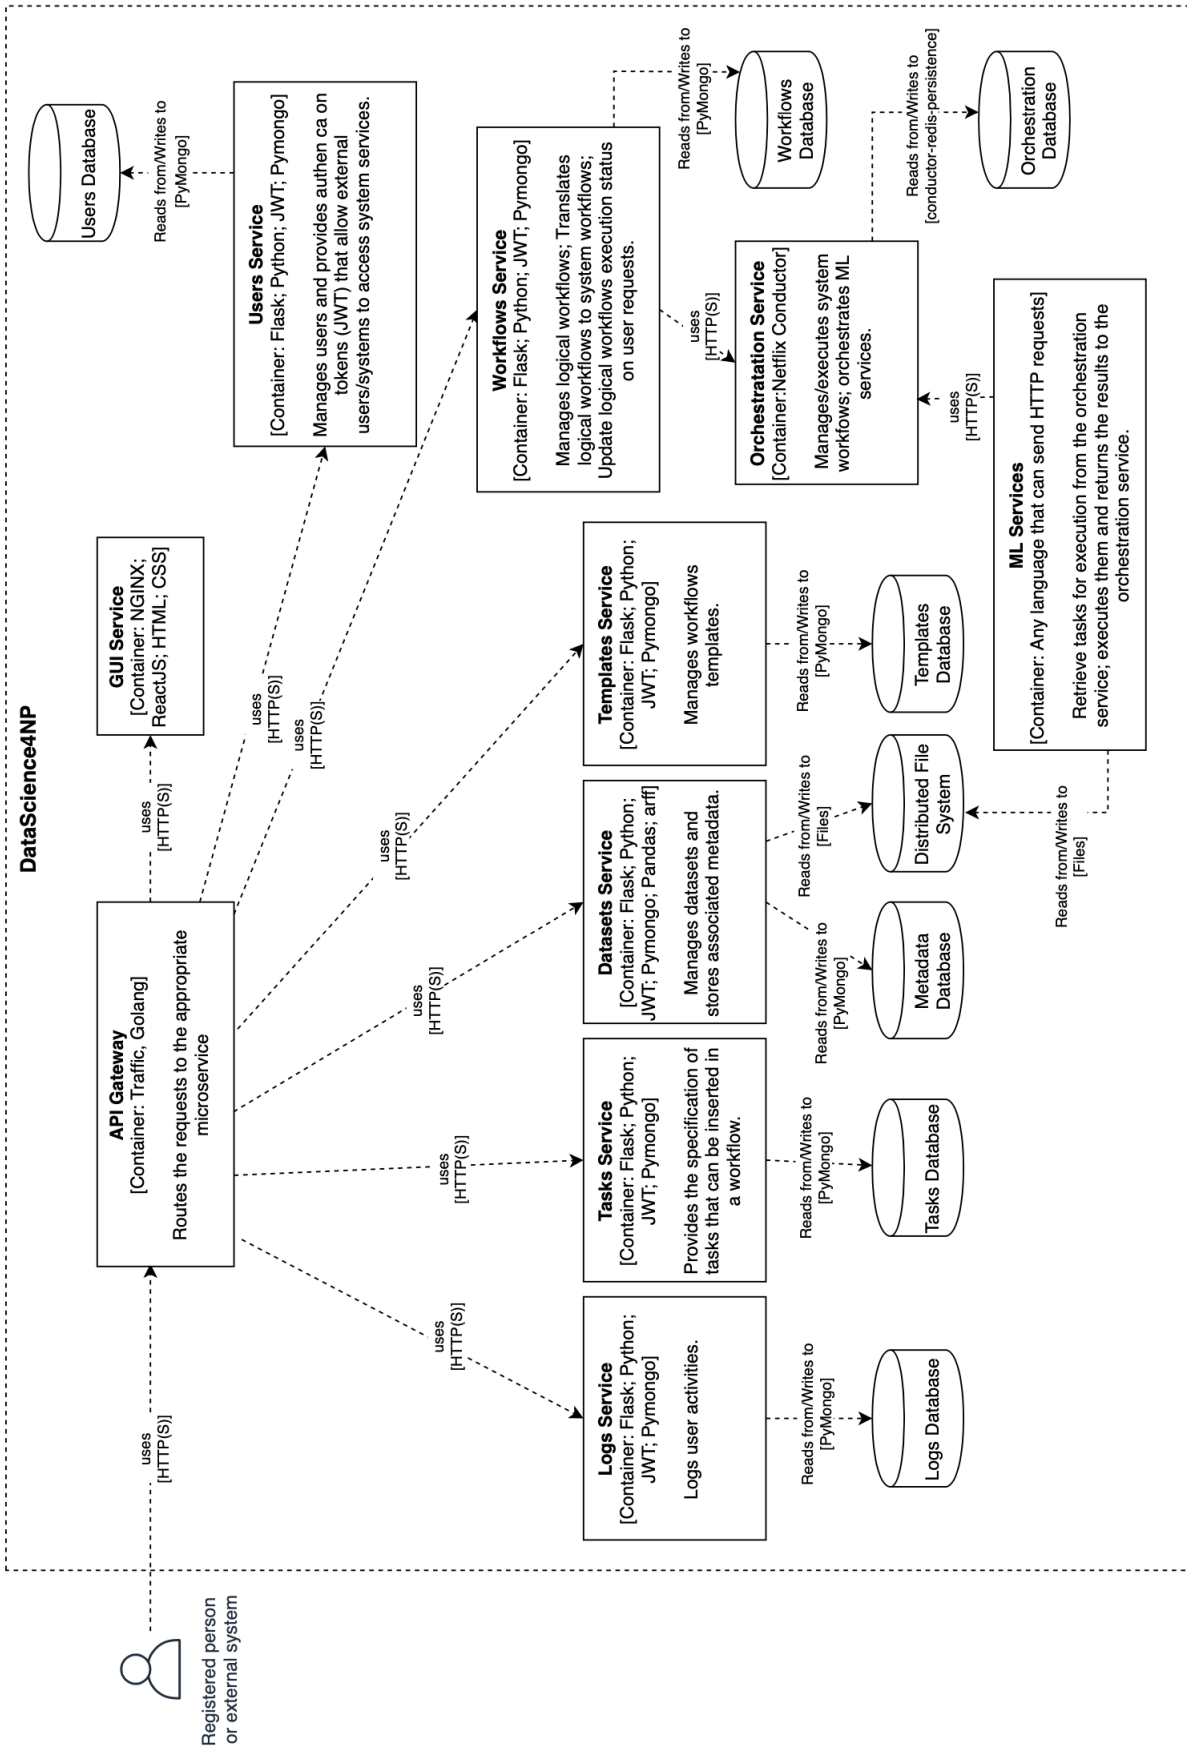 DataScience4NP
Registered person
or external system
uses
[HTTP(S)]
API Gateway
[Container: Traffic, Golang]
Routes the requests to the appropriate
microservice
uses
[HTTP(S)]
GUI Service
[Container: NGINX;
ReactJS; HTML; CSS]
uses
[HTTP(S)]
Users Service
[Container: Flask; Python; JWT; Pymongo]
Manages users and provides authen ca on
tokens (JWT) that allow external
users/systems to access system services.
Reads from/Writes to
[PyMongo]
Users Database
uses
[HTTP(S)]
Workflows Service
[Container: Flask; Python; JWT; Pymongo]
Manages logical workflows; Translates
logical workflows to system workflows;
Update logical workflows execution status
on user requests.
Reads from/Writes to
[PyMongo]
Workflows
Database
uses
[HTTP(S)]
Orchestratation Service
[Container:Netflix Conductor]
Manages/executes system
workflows; orchestrates ML
services.
Reads from/Writes to
[conductor-redis-persistence]
Orchestration
Database
uses
[HTTP(S)]
ML Services
[Container: Any language that can send HTTP requests]
Retrieve tasks for execution from the orchestration
service; executes them and returns the results to the
orchestration service.
Reads from/Writes to
[Files]
uses
[HTTP(S)]
Templates Service
[Container: Flask; Python;
JWT; Pymongo]
Manages workflows
templates.
Reads from/Writes to
[PyMongo]
Templates
Database
uses
[HTTP(S)]
Datasets Service
[Container: Flask; Python;
JWT; Pymongo; Pandas; arff]
Manages datasets and
stores associated metadata.
Reads from/Writes to
[Files]
Distributed File
System
Reads from/Writes to
[PyMongo]
Metadata
Database
uses
[HTTP(S)]
Tasks Service
[Container: Flask; Python;
JWT; Pymongo]
Provides the specification of
tasks that can be inserted in
a workflow.
Reads from/Writes to
[PyMongo]
Tasks Database
uses
[HTTP(S)]
Logs Service
[Container: Flask; Python;
JWT; Pymongo]
Logs user activities.
Reads from/Writes to
[PyMongo]
Logs Database